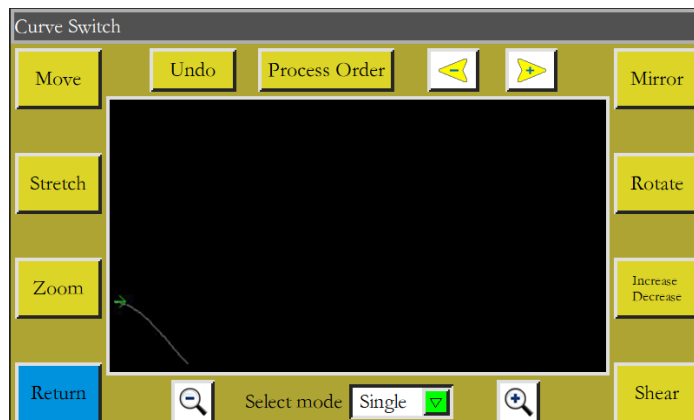 Curve Switch
Move
Undo
Process Order
-
+
Mirror
Stretch
Rotate
Zoom
Increase
Decrease
Return
Select mode
Single
Shear